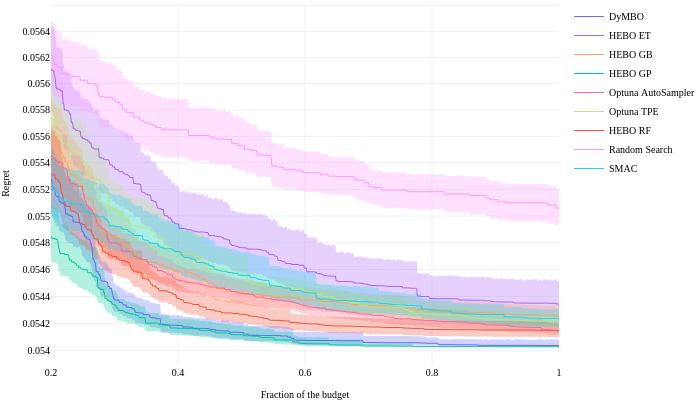 0.0564
0.0562
0.056
0.0558
0.0556
0.0554
0.0552
0.055
0.0548
0.0546
0.0544
0.0542
0.054
Regret
0.2
0.4
0.6
0.8
1
Fraction of the budget
DyMBO
HEBO ET
HEBO GB
HEBO GP
Optuna AutoSampler
Optuna TPE
HEBO RF
Random Search
SMAC